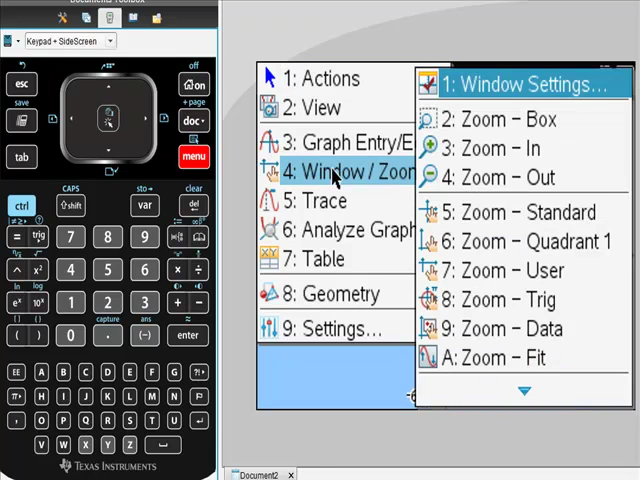 Documents Toolbox
Keypad + SideScreen
esc
off
on
save
+ page
doc
tab
menu
ctrl
CAPS
shift
sto→
var
clear
del
= trig 7 8 9
^ x² 4 5 6 × ÷
ln log
eˣ 10ˣ 1 2 3 + −
capture ans ≈
( ) 0 . (−) enter
EE A B C D E F ?!
π H I J K L M
, O P Q R S T
V W X Y Z
TEXAS INSTRUMENTS
1: Actions
2: View
3: Graph Entry/E
4: Window / Zoom
5: Trace
6: Analyze Graph
7: Table
8: Geometry
9: Settings...
1: Window Settings...
2: Zoom – Box
3: Zoom – In
4: Zoom – Out
5: Zoom – Standard
6: Zoom – Quadrant 1
7: Zoom – User
8: Zoom – Trig
9: Zoom – Data
A: Zoom – Fit
Document2 ×